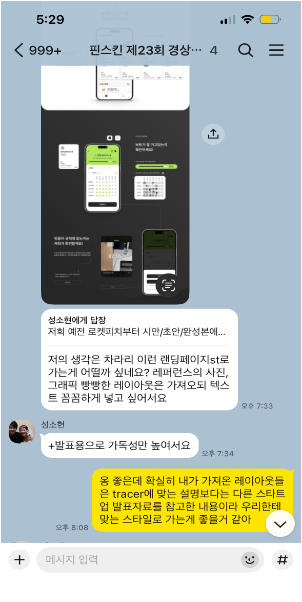 5:29
999+
핀스킨 제23회 경상… 4
성소현에게 답장
저희 예전 로켓피치부터 시안/초안/완성본에...
저의 생각은 차라리 이런 랜딩페이지st로
가는게 어떨까 싶네요? 레퍼런스의 사진,
그래픽 빵빵한 레이아웃은 가져오되 텍스
트 꼼꼼하게 넣고 싶어서요
오후 7:33
성소현
+발표용으로 가독성만 높여서요
오후 7:34
옹 좋은데 확실히 내가 가져온 레이아웃들
은 tracer에 맞는 설명보다는 다른 스타트
업 발표자료를 참고한 내용이라 우리한테
맞는 스타일로 가는게 좋을거 같아
오후 8:08
메시지 입력
#